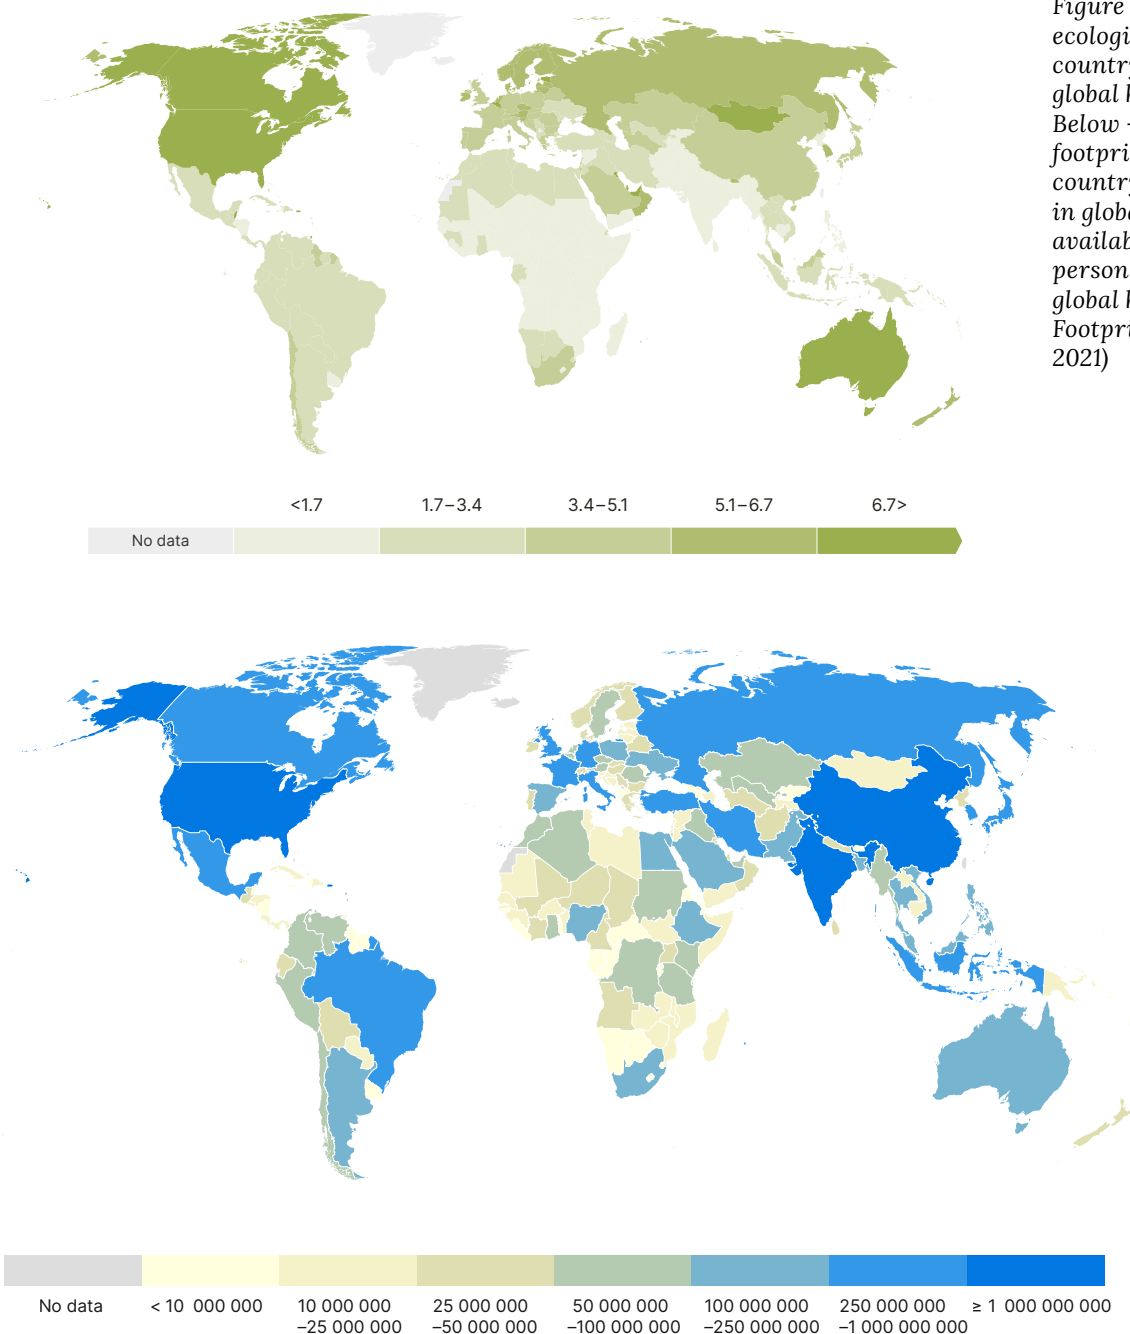 Figure
ecologi
country
global h
Below -
footpri
country
in globa
availab
person
global h
Footpri
2021)
<1.7 1.7–3.4 3.4–5.1 5.1–6.7 6.7>
No data
No data < 10 000 000 10 000 000 25 000 000 50 000 000 100 000 000 250 000 000 ≥ 1 000 000 000
–25 000 000 –50 000 000 –100 000 000 –250 000 000 –1 000 000 000